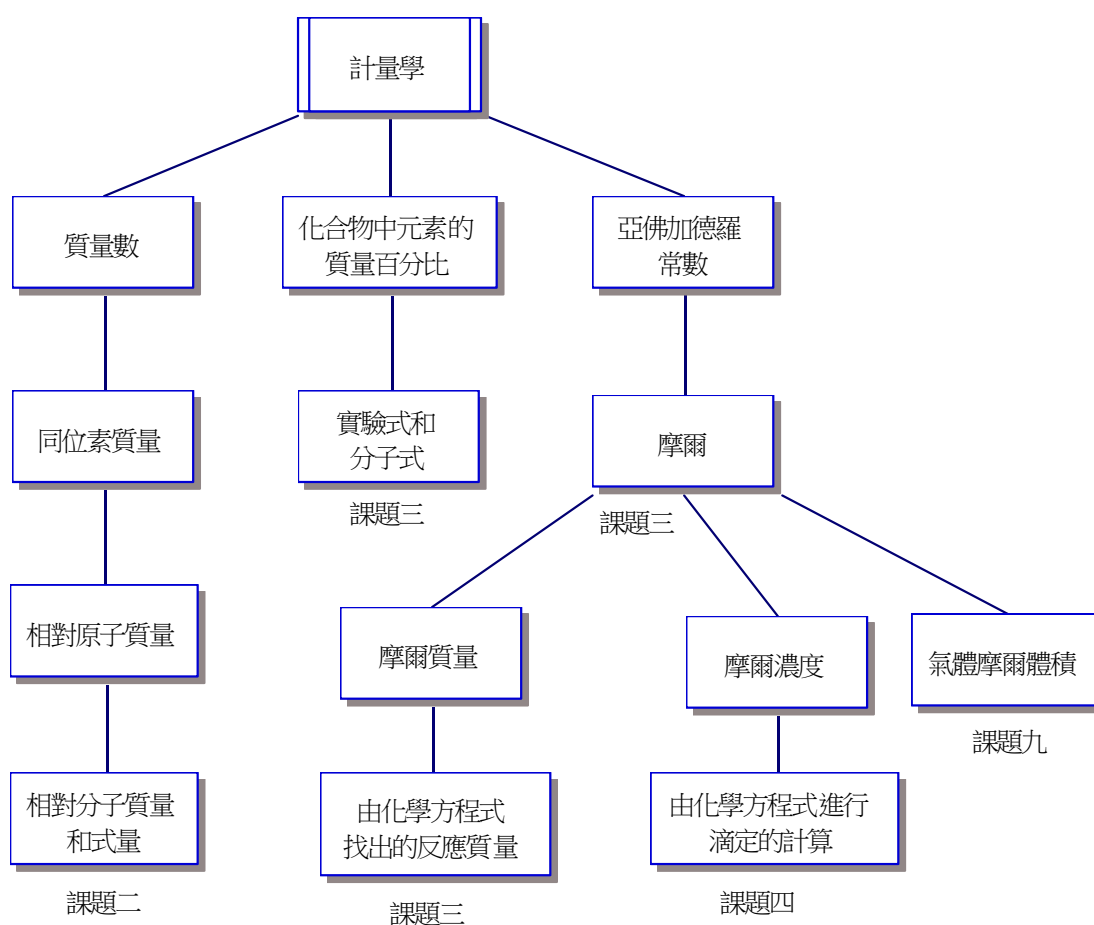 計量學
質量數
化合物中元素的
質量百分比
亞佛加德羅
常數
同位素質量
實驗式和
分子式
課題三
摩爾
課題三
相對原子質量
摩爾質量
摩爾濃度
氣體摩爾體積
課題九
相對分子質量
和式量
課題二
由化學方程式
找出的反應質量
課題三
由化學方程式進行
滴定的計算
課題四